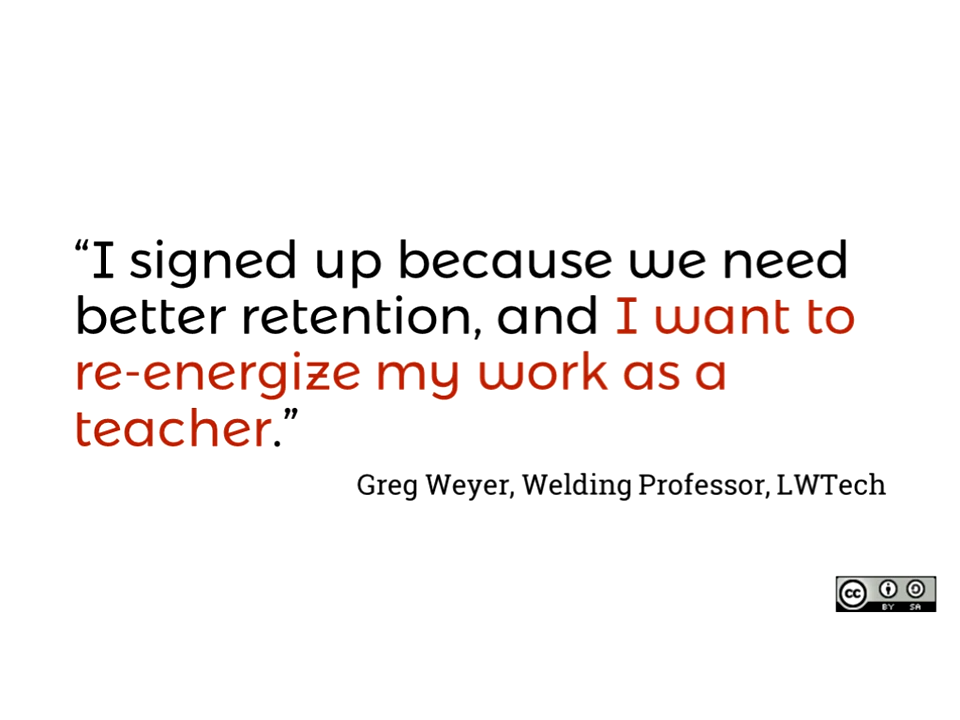 “I signed up because we need
better retention, and I want to
re-energize my work as a
teacher.”
Greg Weyer, Welding Professor, LWTech
cc
BY SA